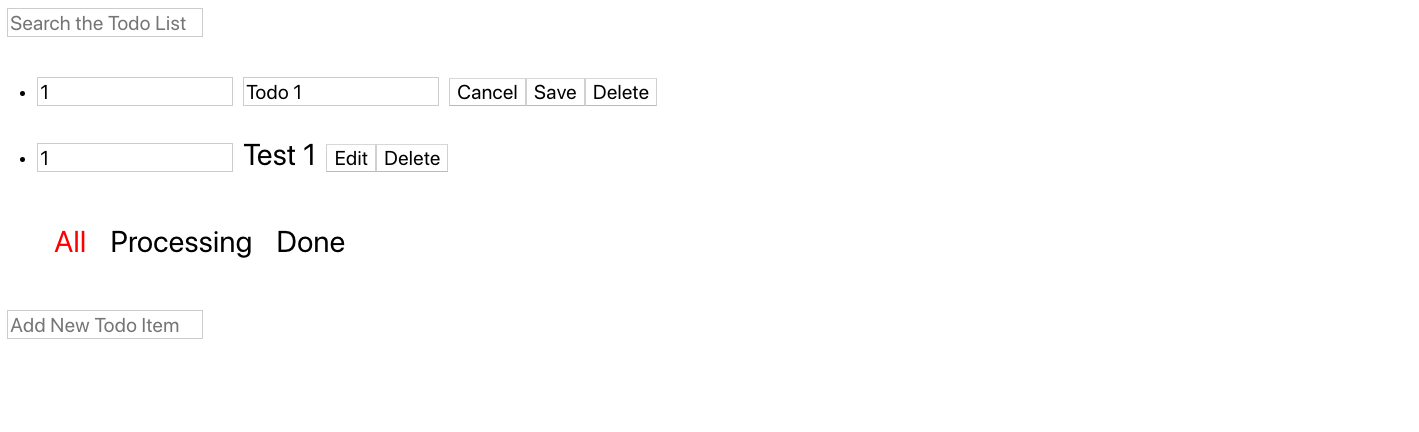 Search the Todo List
1 Todo 1 Cancel Save Delete
1 Test 1 Edit Delete
All Processing Done
Add New Todo Item